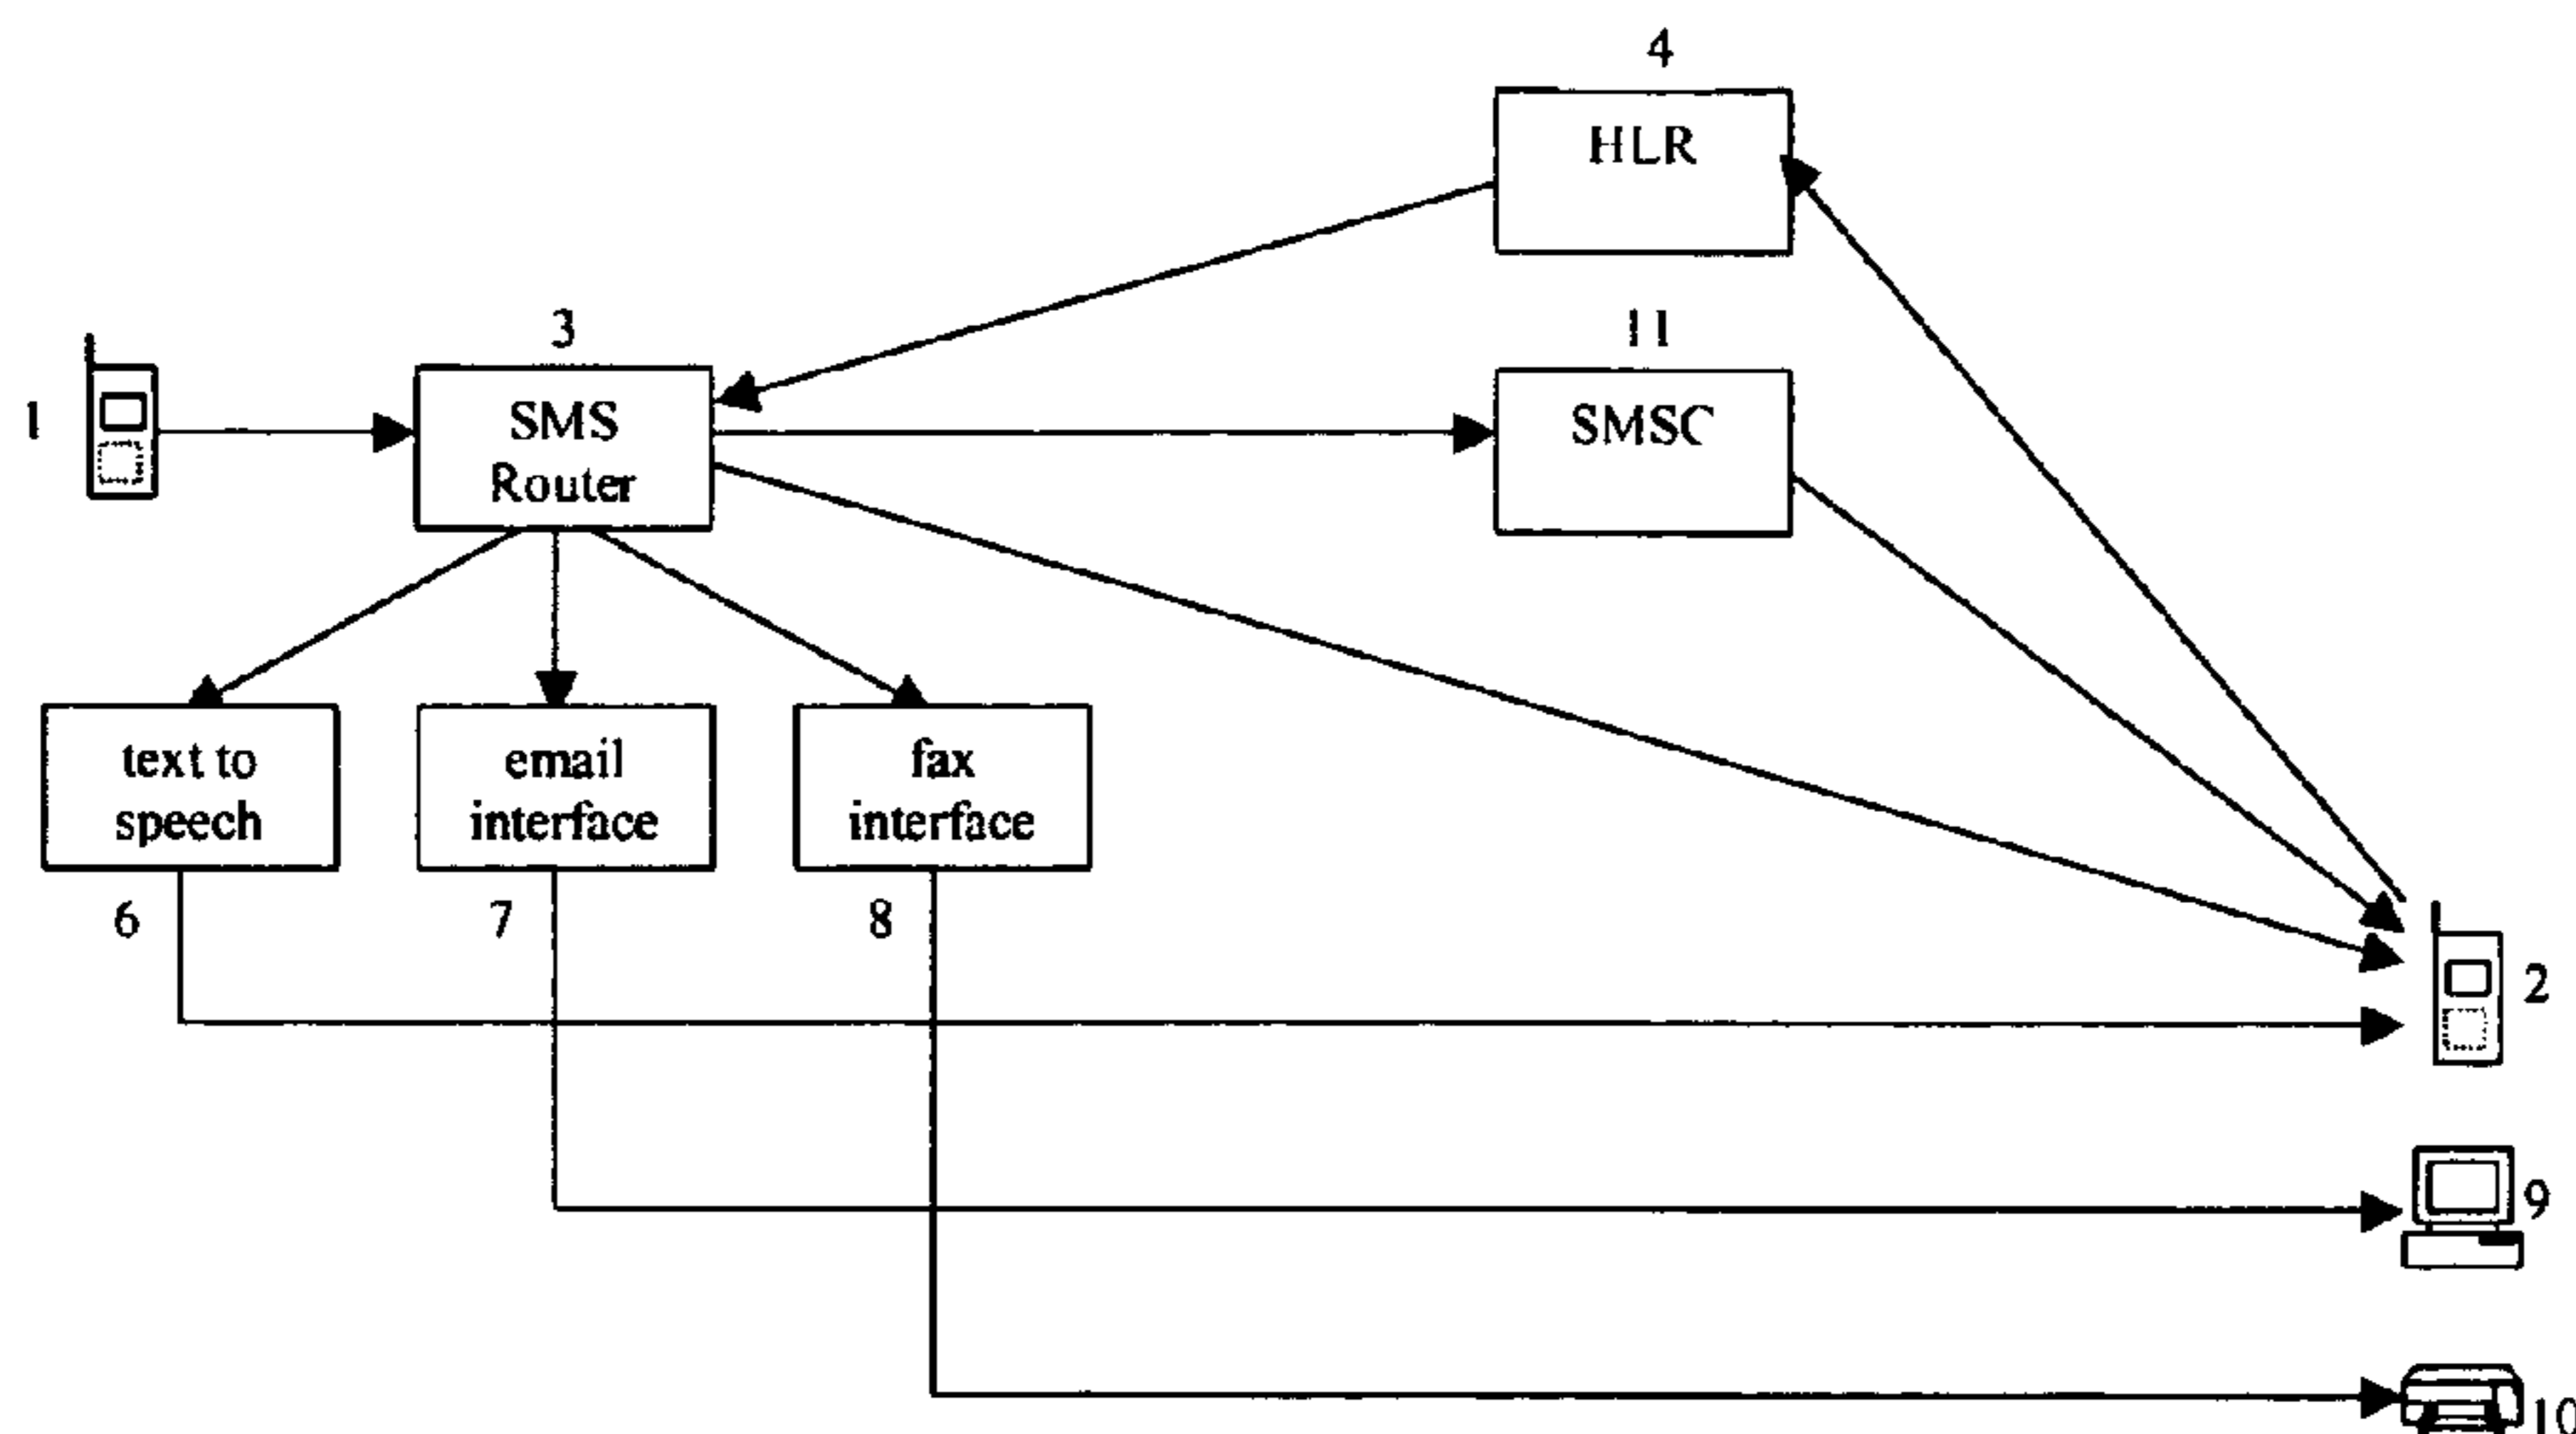 4
HLR
11
3
SMSC
1
SMS
Router
text to
speech
email
interface
fax
interface
6
7
8
2
9
10